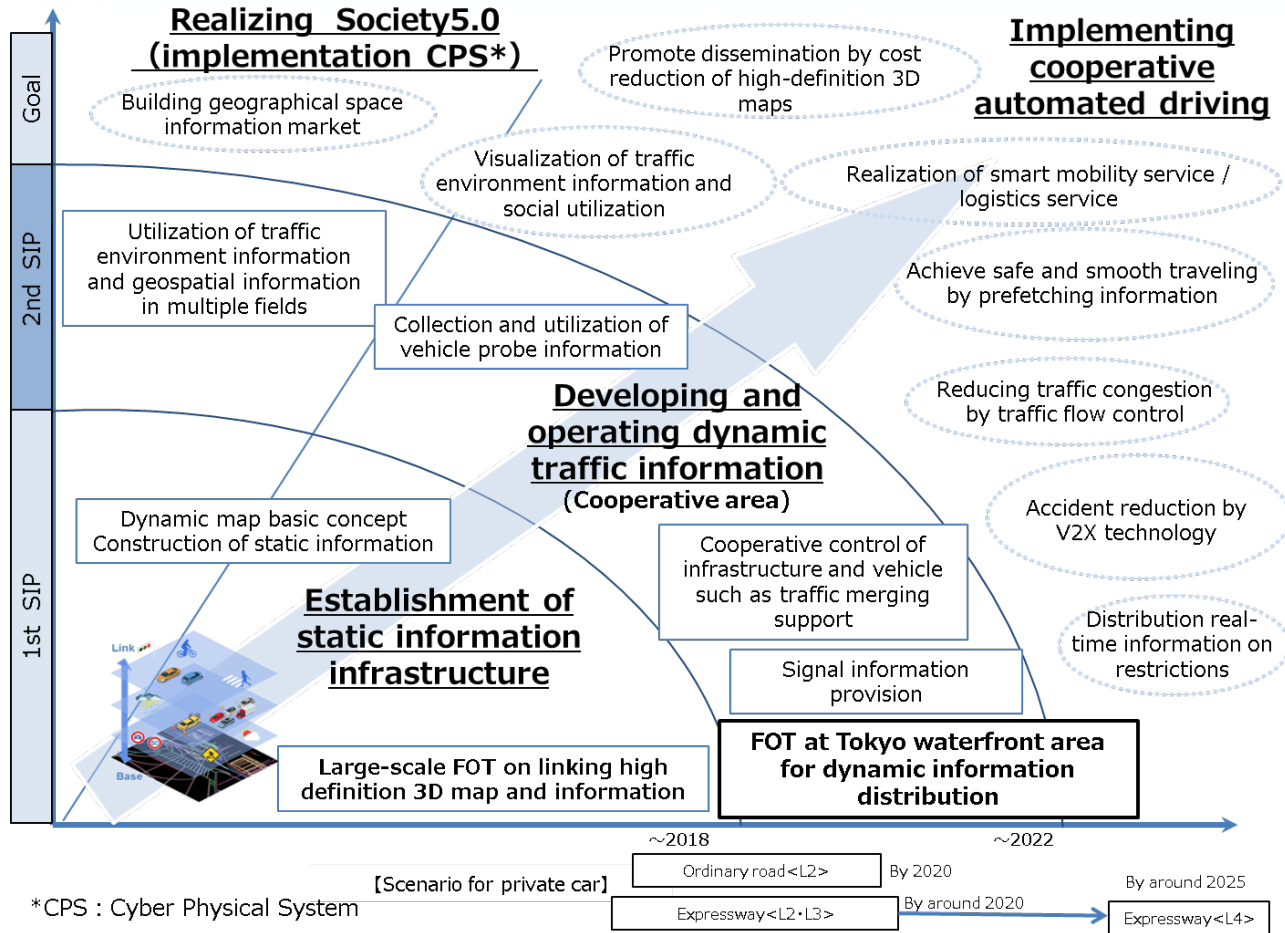 Realizing Society5.0
(implementation CPS*)
Implementing
cooperative
automated driving
Goal
Building geographical space
information market
Promote dissemination by cost
reduction of high-definition 3D
maps
Visualization of traffic
environment information and
social utilization
Realization of smart mobility service /
logistics service
2nd SIP
Utilization of traffic
environment information
and geospatial information
in multiple fields
Collection and utilization of
vehicle probe information
Achieve safe and smooth traveling
by prefetching information
Reducing traffic congestion
by traffic flow control
Developing and
operating dynamic
traffic information
(Cooperative area)
1st SIP
Dynamic map basic concept
Construction of static information
Accident reduction by
V2X technology
Cooperative control of
infrastructure and vehicle
such as traffic merging
support
Establishment of
static information
infrastructure
Distribution real-
time information on
restrictions
Signal information
provision
Link
Base
Large-scale FOT on linking high
definition 3D map and information
FOT at Tokyo waterfront area
for dynamic information
distribution
～2018
～2022
【Scenario for private car】
Ordinary road<L2>
By 2020
Expressway<L2・L3>
By around 2020
By around 2025
Expressway<L4>
*CPS : Cyber Physical System